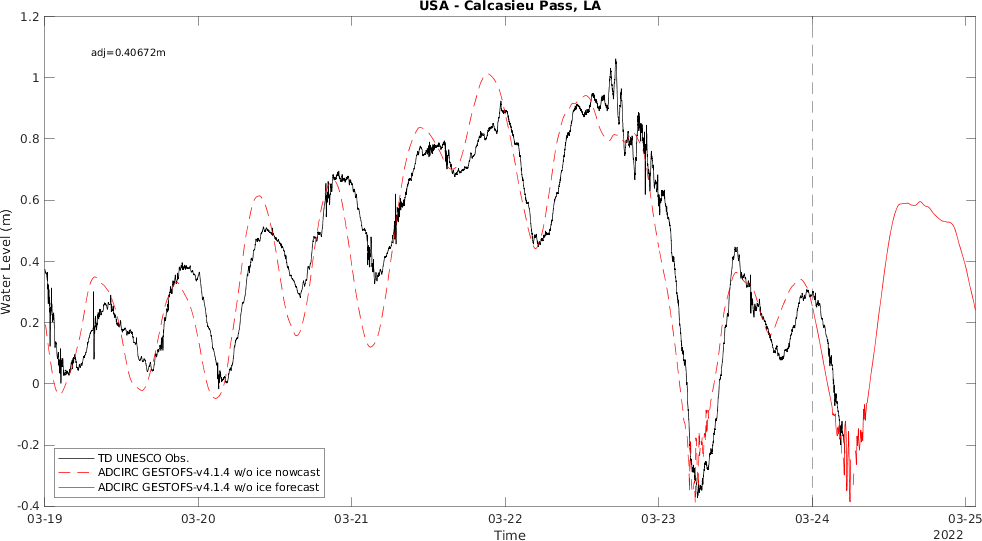 USA - Calcasieu Pass, LA
adj=0.40672m
1.2
1
0.8
0.6
0.4
0.2
0
-0.2
-0.4
Water Level (m)
TD UNESCO Obs.
ADCIRC GESTOFS-v4.1.4 w/o ice nowcast
ADCIRC GESTOFS-v4.1.4 w/o ice forecast
03-19 03-20 03-21 03-22 03-23 03-24 03-25
Time
2022